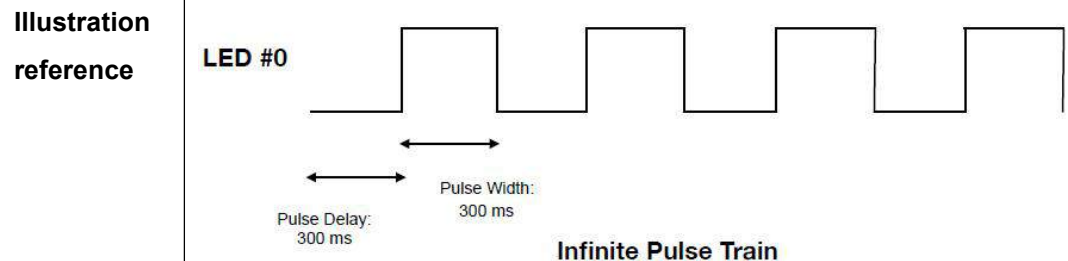 Illustration
reference
LED #0
Pulse Width:
300 ms
Pulse Delay:
300 ms
Infinite Pulse Train